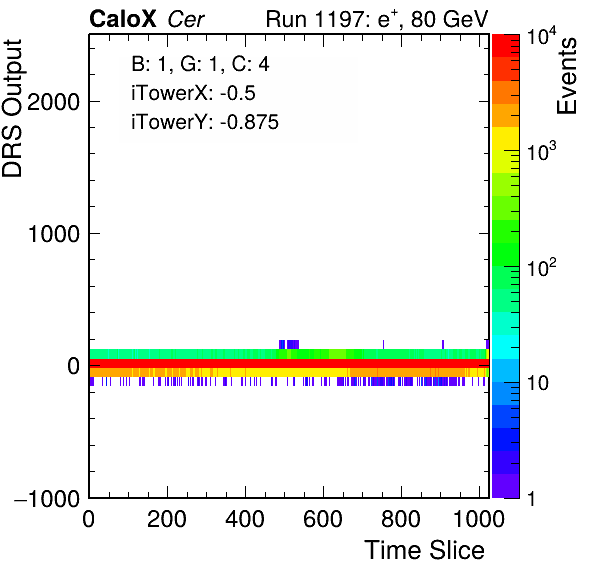 CaloX Cer Run 1197: e⁺, 80 GeV
B: 1, G: 1, C: 4
iTowerX: -0.5
iTowerY: -0.875
DRS Output
2000
1000
0
−1000
0 200 400 600 800 1000
Time Slice
10⁴
10³
10²
10
1
Events